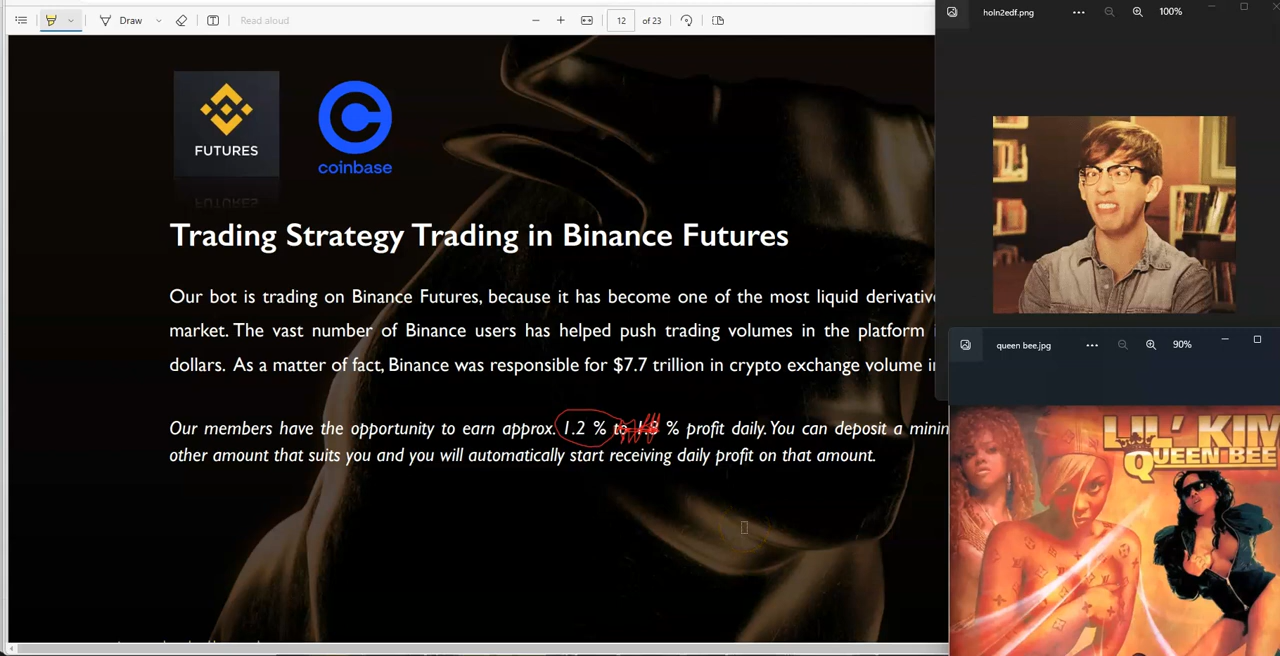 Draw
Read aloud
12 of 23
FUTURES
coinbase
Trading Strategy Trading in Binance Futures
Our bot is trading on Binance Futures, because it has become one of the most liquid derivativ
market. The vast number of Binance users has helped push trading volumes in the platform i
dollars. As a matter of fact, Binance was responsible for $7.7 trillion in crypto exchange volume in
Our members have the opportunity to earn approx. 1.2 % to % profit daily. You can deposit a minin
other amount that suits you and you will automatically start receiving daily profit on that amount.
holn2edf.png
100%
queen bee.jpg
90%
LIL' KIM
QUEEN BEE